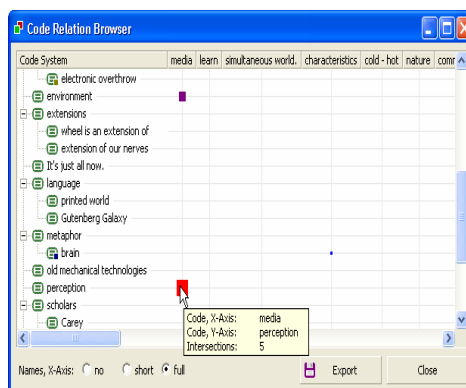 Code Relation Browser
Code System media learn simultaneous world. characteristics cold - hot nature comr
electronic overthrow
environment
extensions
wheel is an extension of
extension of our nerves
It's just all now.
language
printed world
Gutenberg Galaxy
metaphor
brain
old mechanical technologies
perception
scholars
Carey
Code, X-Axis: media
Code, Y-Axis: perception
Intersections: 5
Names, X-Axis: no short full Export Close